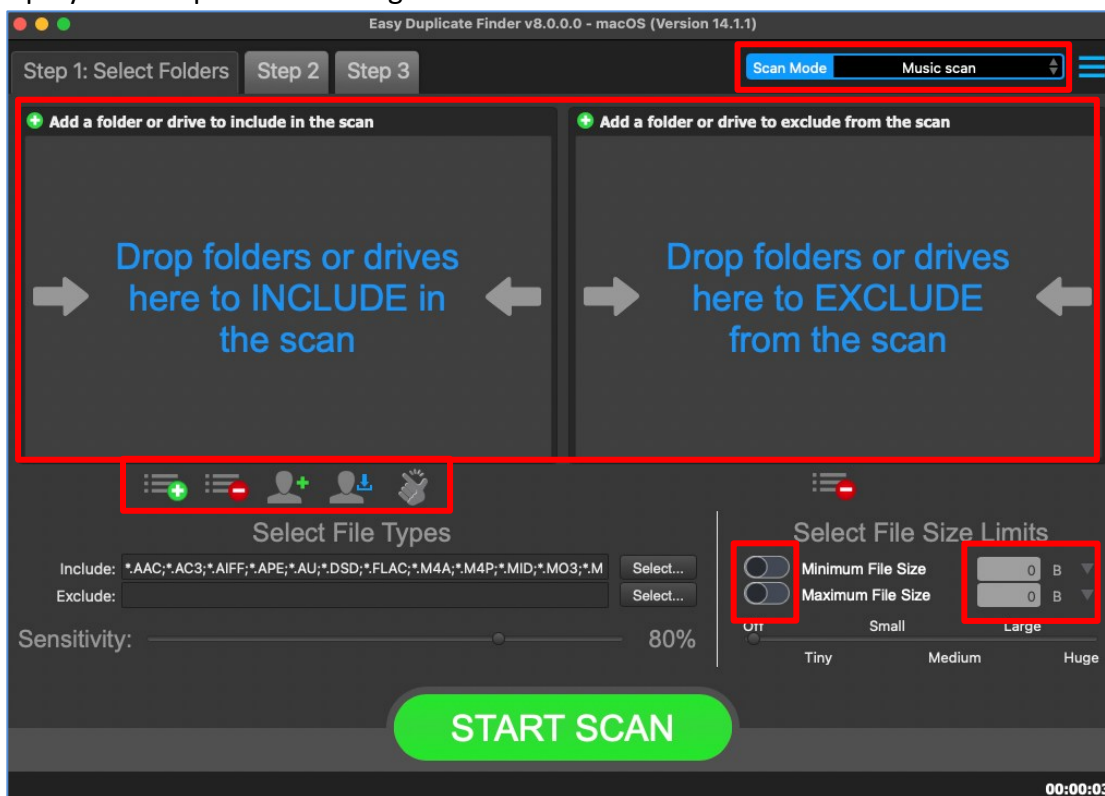 Easy Duplicate Finder v8.0.0.0 - macOS (Version 14.1.1)
Step 1: Select Folders Step 2 Step 3 Scan Mode Music scan
Add a folder or drive to include in the scan Add a folder or drive to exclude from the scan
Drop folders or drives
here to INCLUDE in
the scan
Drop folders or drives
here to EXCLUDE
from the scan
Select File Types
Include: *.AAC;*.AC3;*.AIFF;*.APE;*.AU;*.DSD;*.FLAC;*.M4A;*.M4P;*.MID;*.MO3;*.M Select...
Exclude: Select...
Sensitivity: 80%
Select File Size Limits
Minimum File Size 0 B
Maximum File Size 0 B
Off Small Large
Tiny Medium Huge
START SCAN
00:00:03